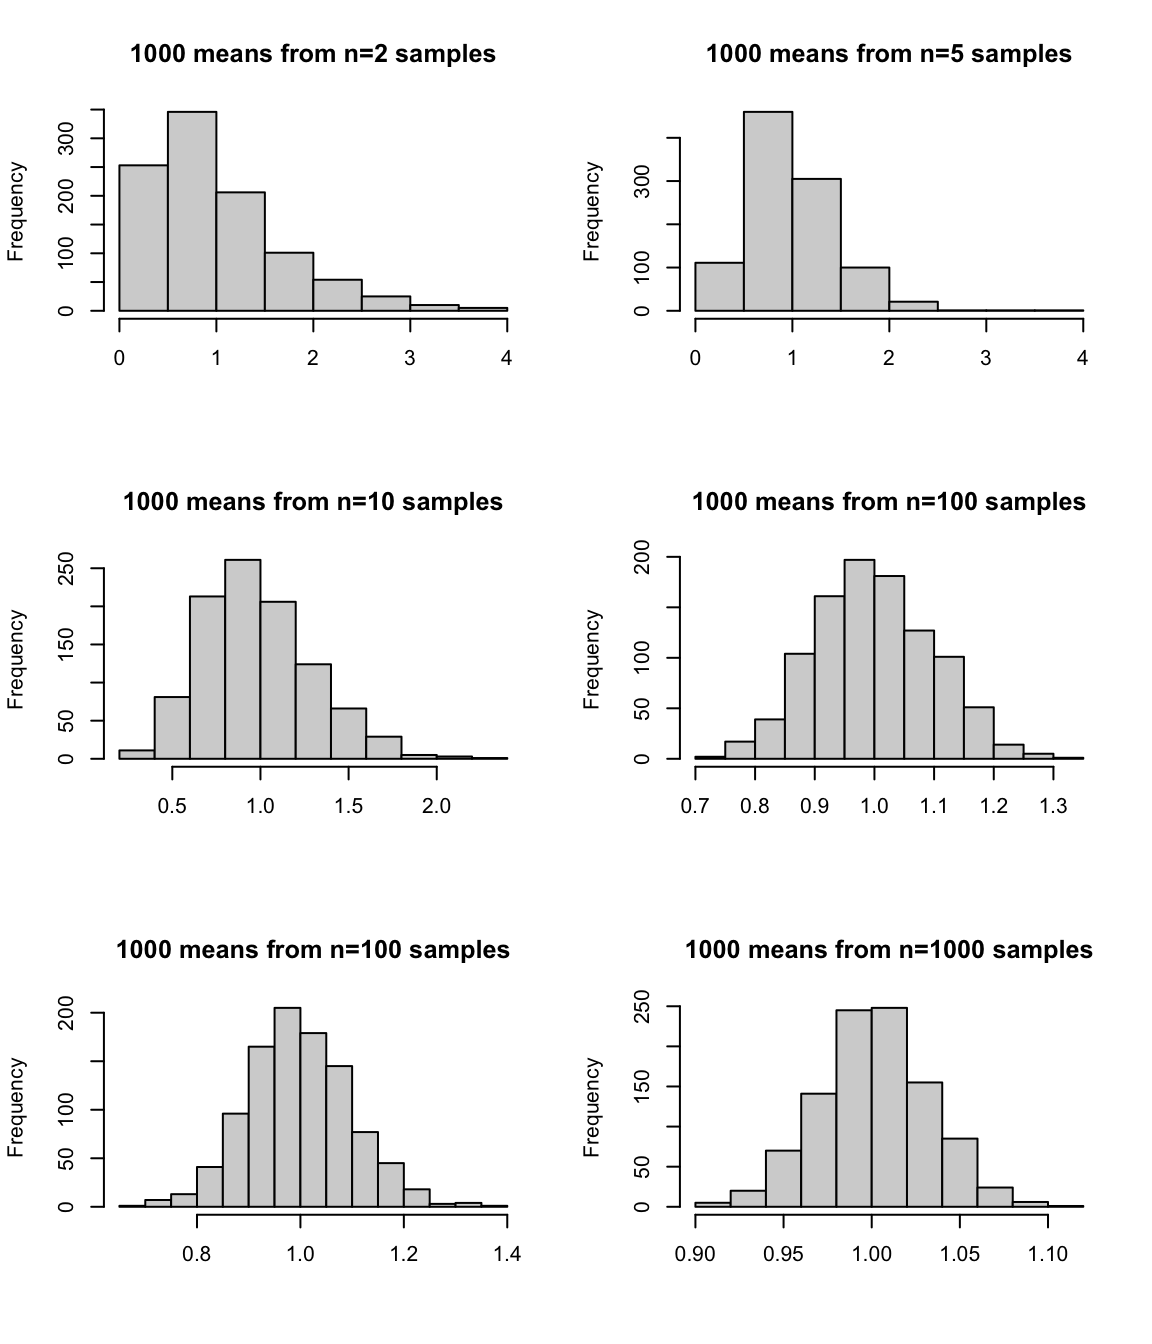 1000 means from n=2 samples
Frequency
0 100 200 300
0 1 2 3 4
1000 means from n=5 samples
Frequency
0 100 300
0 1 2 3 4
1000 means from n=10 samples
Frequency
0 50 150 250
0.5 1.0 1.5 2.0
1000 means from n=100 samples
Frequency
0 50 100 200
0.7 0.8 0.9 1.0 1.1 1.2 1.3
1000 means from n=100 samples
Frequency
0 50 100 200
0.8 1.0 1.2 1.4
1000 means from n=1000 samples
Frequency
0 50 150 250
0.90 0.95 1.00 1.05 1.10